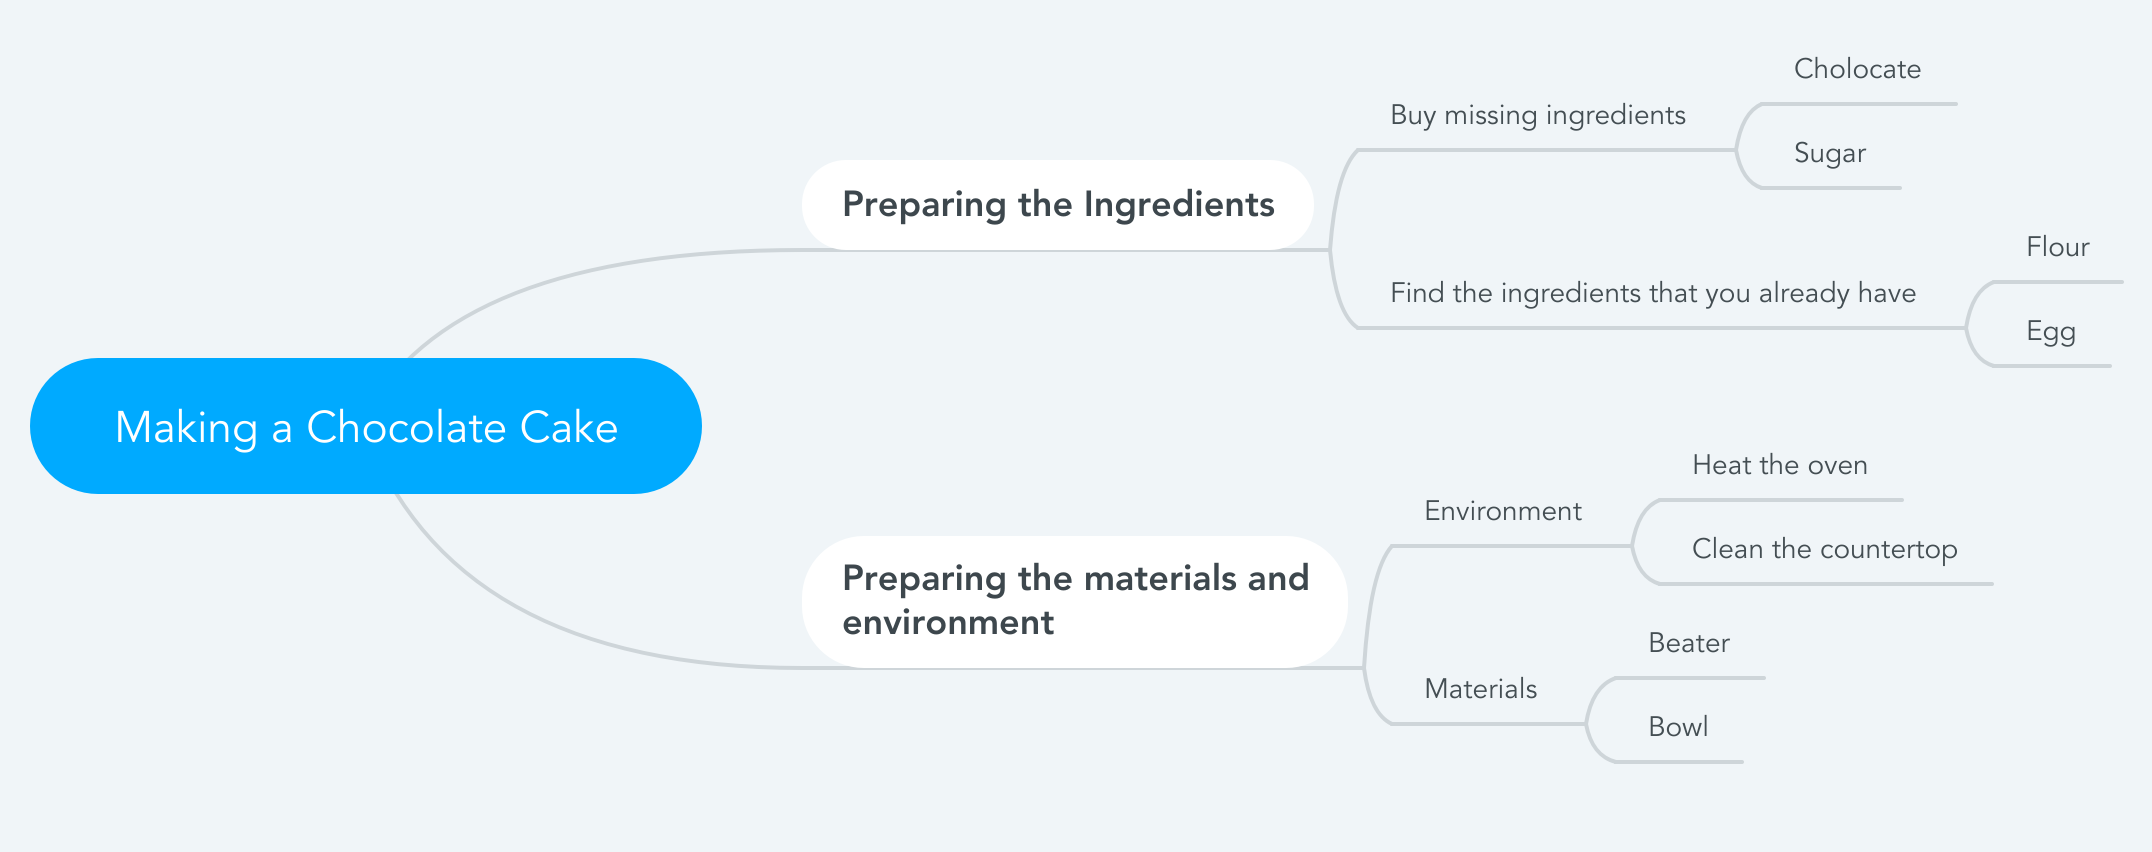 Making a Chocolate Cake
Preparing the Ingredients
Buy missing ingredients
Cholocate
Sugar
Find the ingredients that you already have
Flour
Egg
Preparing the materials and
environment
Environment
Heat the oven
Clean the countertop
Materials
Beater
Bowl